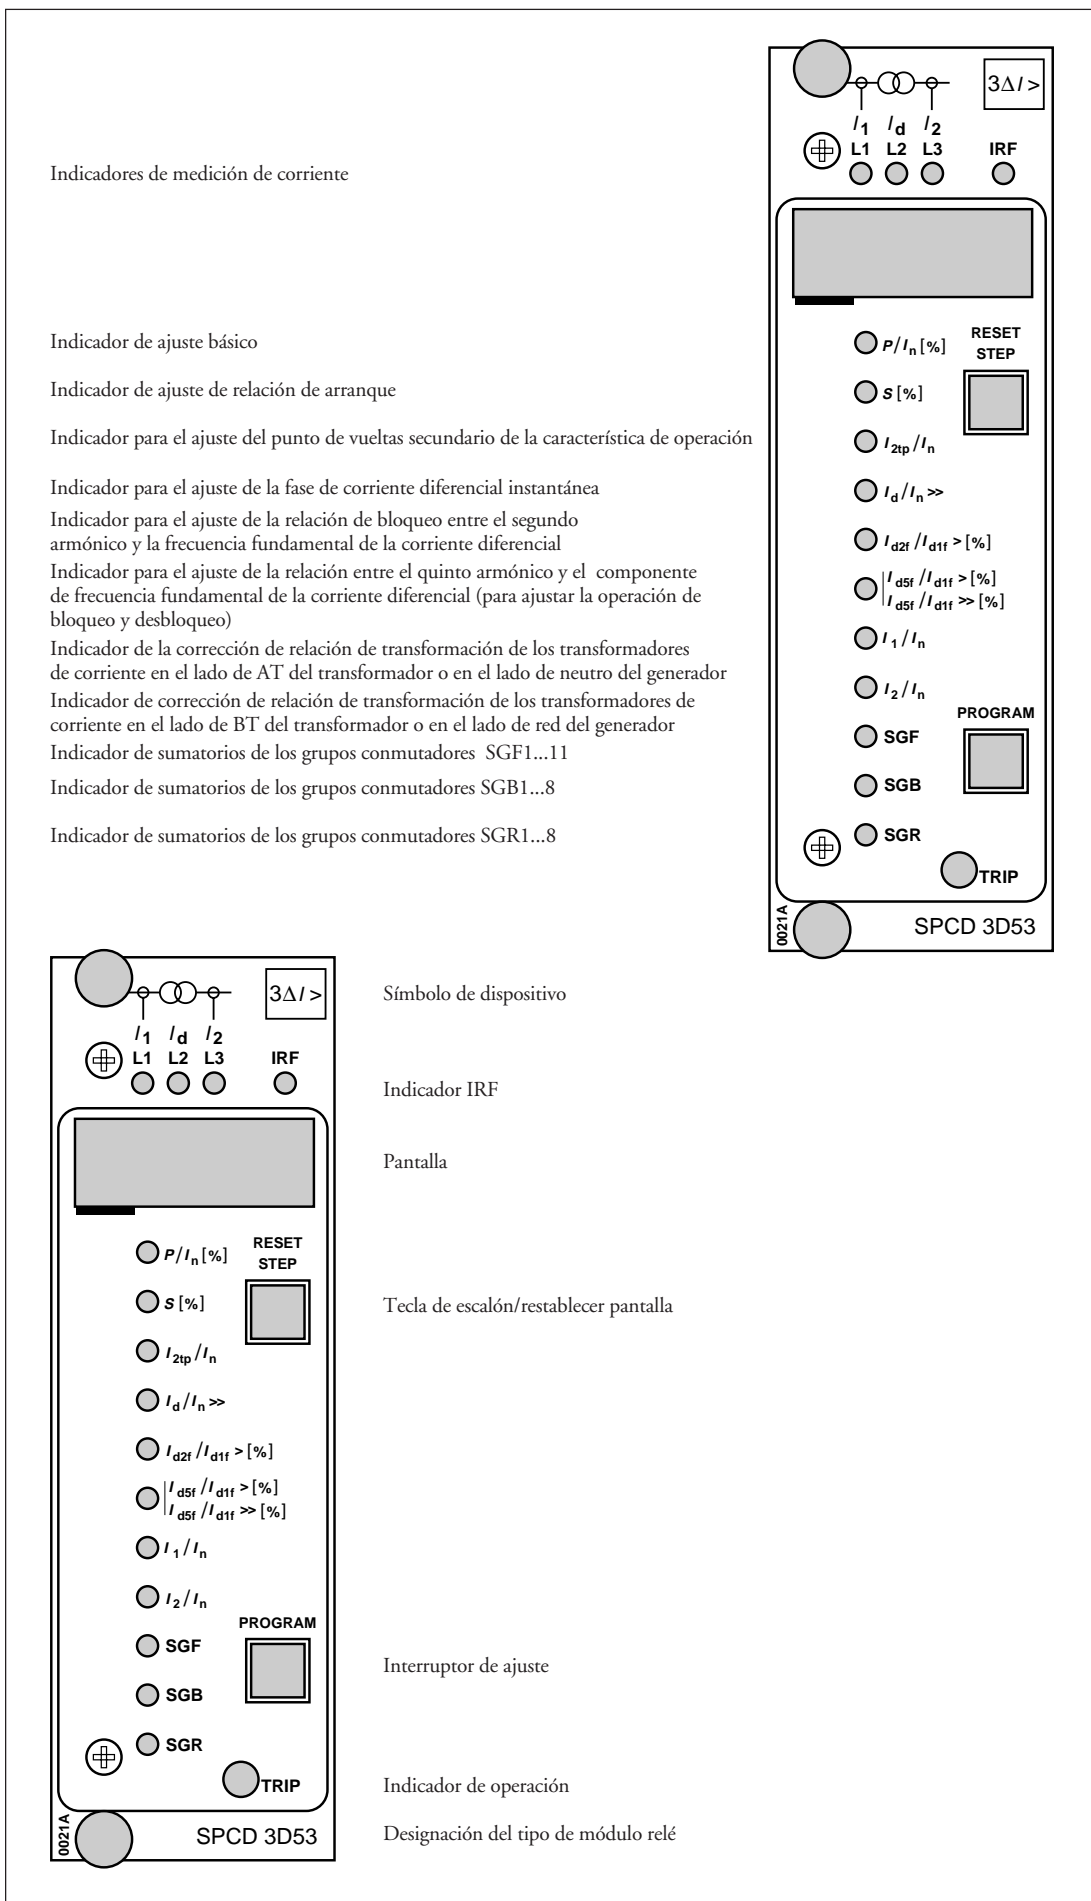 3ΔI >
I1 Id I2
L1 L2 L3 IRF
Indicadores de medición de corriente
Indicador de ajuste básico
P/In [%]
RESET
STEP
Indicador de ajuste de relación de arranque
S [%]
Indicador para el ajuste del punto de vueltas secundario de la característica de operación
I2tp /In
Indicador para el ajuste de la fase de corriente diferencial instantánea
Id /In >>
Indicador para el ajuste de la relación de bloqueo entre el segundo
armónico y la frecuencia fundamental de la corriente diferencial
Id2f /Id1f > [%]
Indicador para el ajuste de la relación entre el quinto armónico y el componente
de frecuencia fundamental de la corriente diferencial (para ajustar la operación de
bloqueo y desbloqueo)
Id5f /Id1f > [%]
Id5f /Id1f >> [%]
Indicador de la corrección de relación de transformación de los transformadores
de corriente en el lado de AT del transformador o en el lado de neutro del generador
I1 /In
Indicador de corrección de relación de transformación de los transformadores de
corriente en el lado de BT del transformador o en el lado de red del generador
I2 /In
PROGRAM
Indicador de sumatorios de los grupos conmutadores SGF1...11
SGF
Indicador de sumatorios de los grupos conmutadores SGB1...8
SGB
Indicador de sumatorios de los grupos conmutadores SGR1...8
SGR
TRIP
0021A
SPCD 3D53
3ΔI >
Símbolo de dispositivo
I1 Id I2
L1 L2 L3 IRF
Indicador IRF
Pantalla
P/In [%]
RESET
STEP
S [%]
Tecla de escalón/restablecer pantalla
I2tp /In
Id /In >>
Id2f /Id1f > [%]
Id5f /Id1f > [%]
Id5f /Id1f >> [%]
I1 /In
I2 /In
PROGRAM
SGF
Interruptor de ajuste
SGB
SGR
TRIP
Indicador de operación
0021A
SPCD 3D53
Designación del tipo de módulo relé